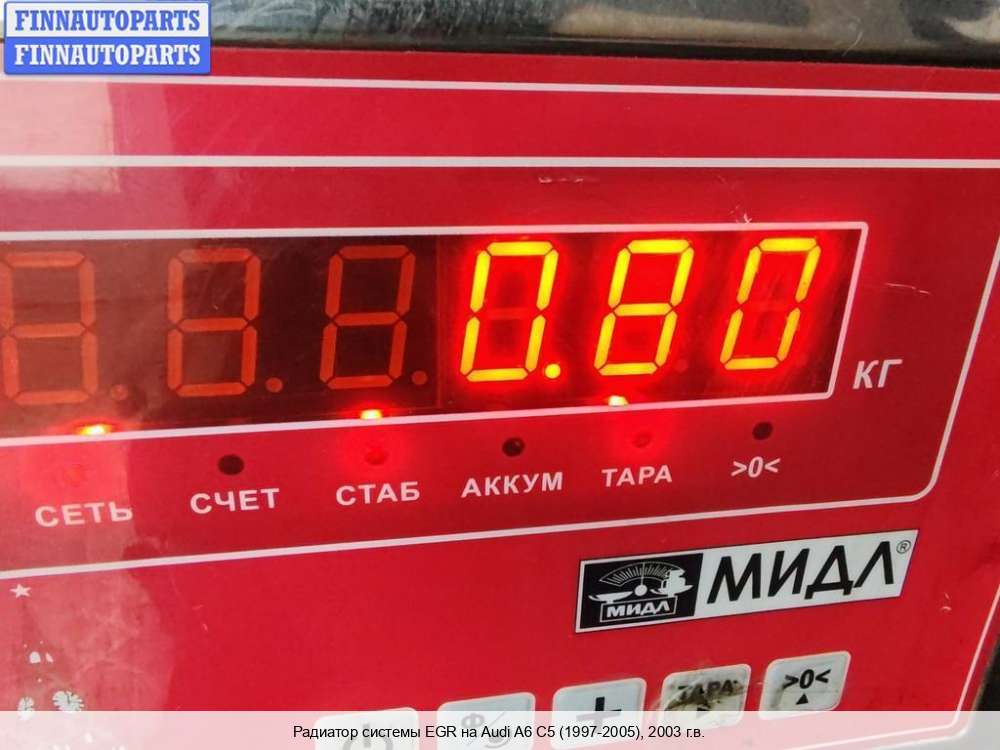 FINNAUTOPARTS
FINNAUTOPARTS
0.80
КГ
СЕТЬ СЧЕТ СТАБ АККУМ ТАРА >0<
МИДЛ МИДЛ®
ТАРА >0<
Радиатор системы EGR на Audi A6 C5 (1997-2005), 2003 г.в.